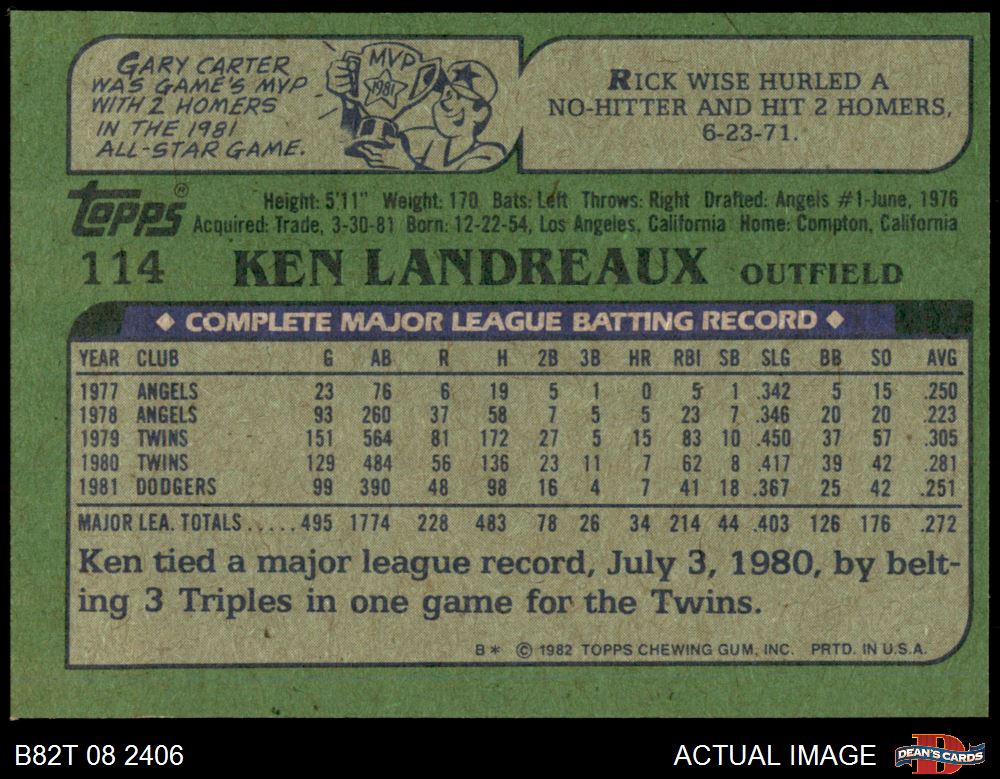 GARY CARTER
WAS GAME'S MVP
WITH 2 HOMERS
IN THE 1981
ALL-STAR GAME.
MVP
1981
RICK WISE HURLED A
NO-HITTER AND HIT 2 HOMERS,
6-23-71.
Topps®
Height: 5'11" Weight: 170 Bats: Left Throws: Right Drafted: Angels #1-June, 1976
Acquired: Trade, 3-30-81 Born: 12-22-54, Los Angeles, California Home: Compton, California
114 KEN LANDREAUX OUTFIELD
◆ COMPLETE MAJOR LEAGUE BATTING RECORD ◆
YEAR CLUB G AB R H 2B 3B HR RBI SB SLG BB SO AVG
1977 ANGELS 23 76 6 19 5 1 0 5 1 .342 5 15 .250
1978 ANGELS 93 260 37 58 7 5 5 23 7 .346 20 20 .223
1979 TWINS 151 564 81 172 27 5 15 83 10 .450 37 57 .305
1980 TWINS 129 484 56 136 23 11 7 62 8 .417 39 42 .281
1981 DODGERS 99 390 48 98 16 4 7 41 18 .367 25 42 .251
MAJOR LEA. TOTALS.....495 1774 228 483 78 26 34 214 44 .403 126 176 .272
Ken tied a major league record, July 3, 1980, by belt-
ing 3 Triples in one game for the Twins.
B* © 1982 TOPPS CHEWING GUM, INC. PRTD. IN U.S.A.
B82T 08 2406 ACTUAL IMAGE DEAN'S CARDS